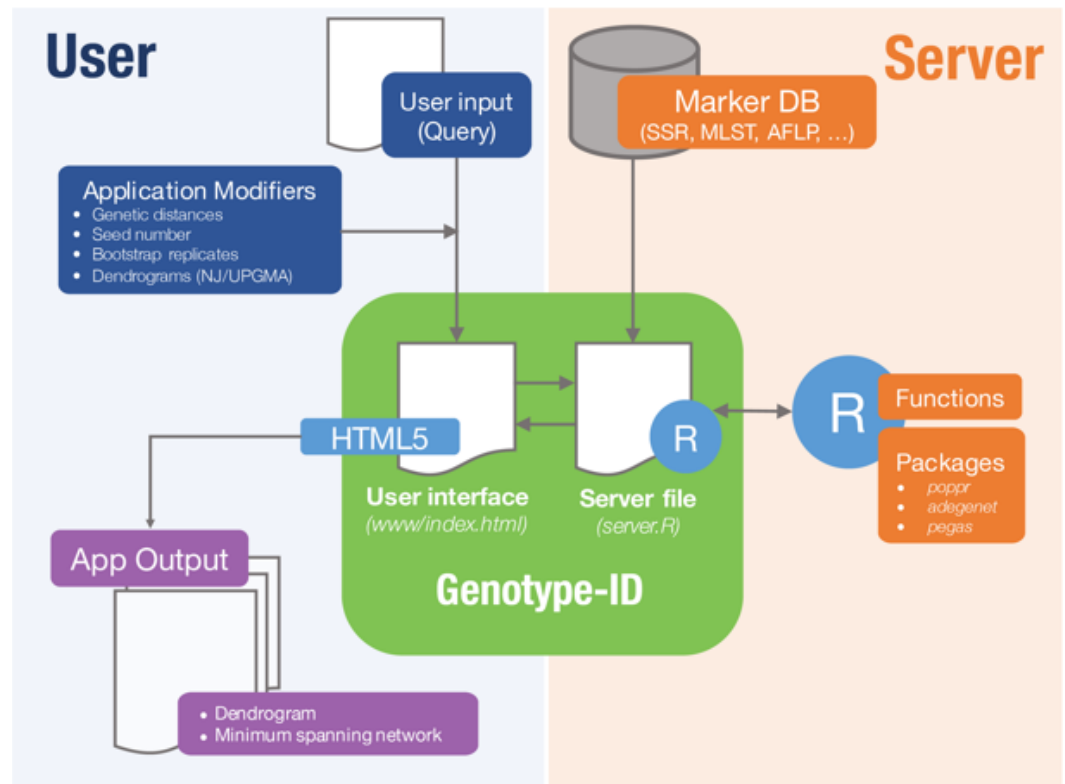 User
Server
User input
(Query)
Marker DB
(SSR, MLST, AFLP, ...)
Application Modifiers
• Genetic distances
• Seed number
• Bootstrap replicates
• Dendrograms (NJ/UPGMA)
HTML5
R
R
Functions
Packages
• poppr
• adegenet
• pegas
User interface
(www/index.html)
Server file
(server.R)
Genotype-ID
App Output
• Dendrogram
• Minimum spanning network